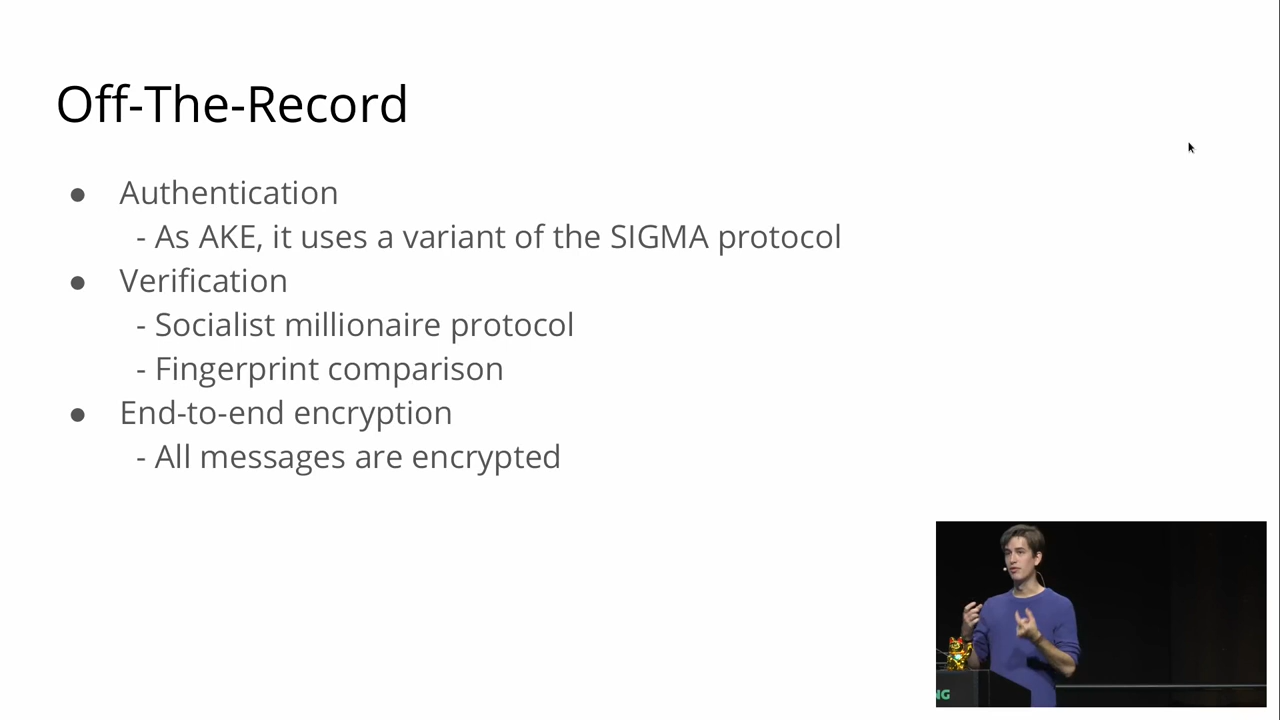 Off-The-Record
● Authentication
- As AKE, it uses a variant of the SIGMA protocol
● Verification
- Socialist millionaire protocol
- Fingerprint comparison
● End-to-end encryption
- All messages are encrypted
NG